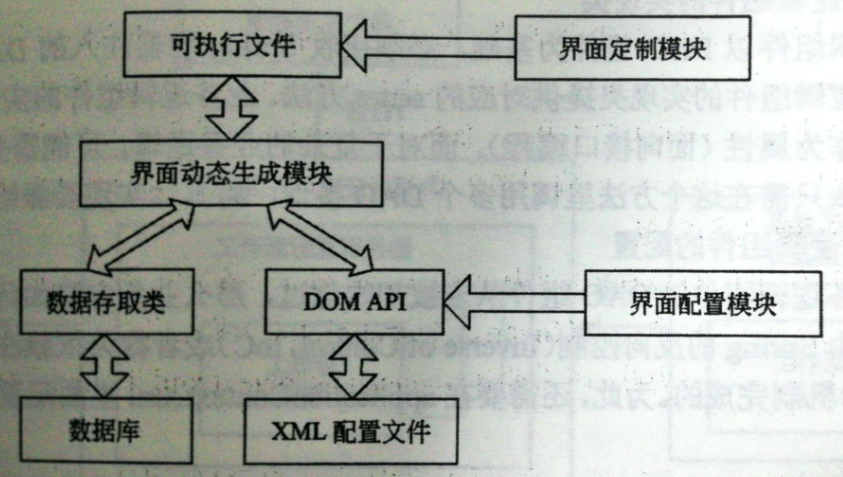 可执行文件
界面定制模块
界面动态生成模块
数据存取类
DOM API
界面配置模块
数据库
XML 配置文件